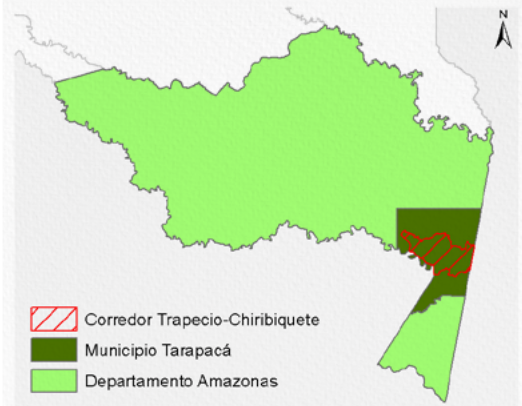 N
Corredor Trapecio-Chiribiquete
Municipio Tarapacá
Departamento Amazonas